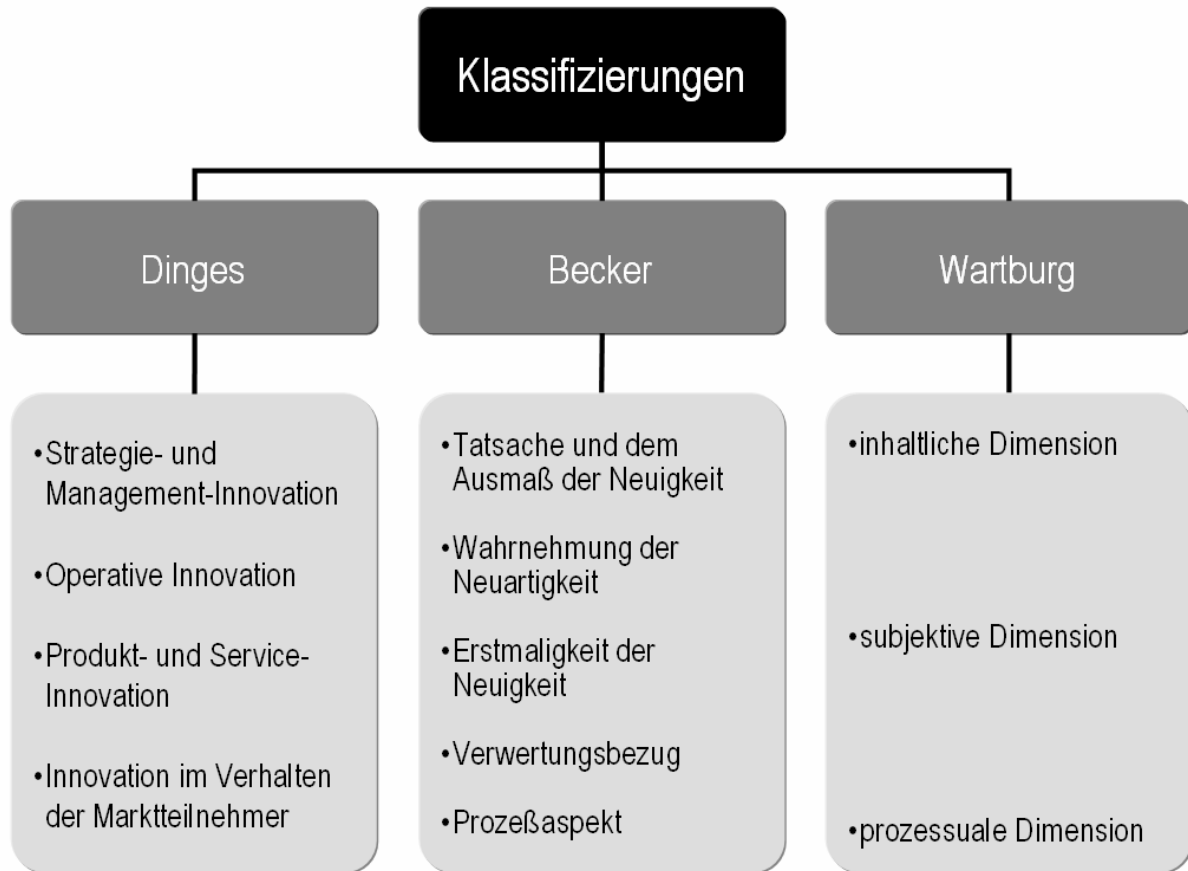 Klassifizierungen
Dinges
•Strategie- und
Management-Innovation
•Operative Innovation
•Produkt- und Service-
Innovation
•Innovation im Verhalten
der Marktteilnehmer
Becker
•Tatsache und dem
Ausmaß der Neuigkeit
•Wahrnehmung der
Neuartigkeit
•Erstmaligkeit der
Neuigkeit
•Verwertungsbezug
•Prozeßaspekt
Wartburg
•inhaltliche Dimension
•subjektive Dimension
•prozessuale Dimension